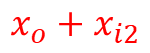 x_o + x_{i2}